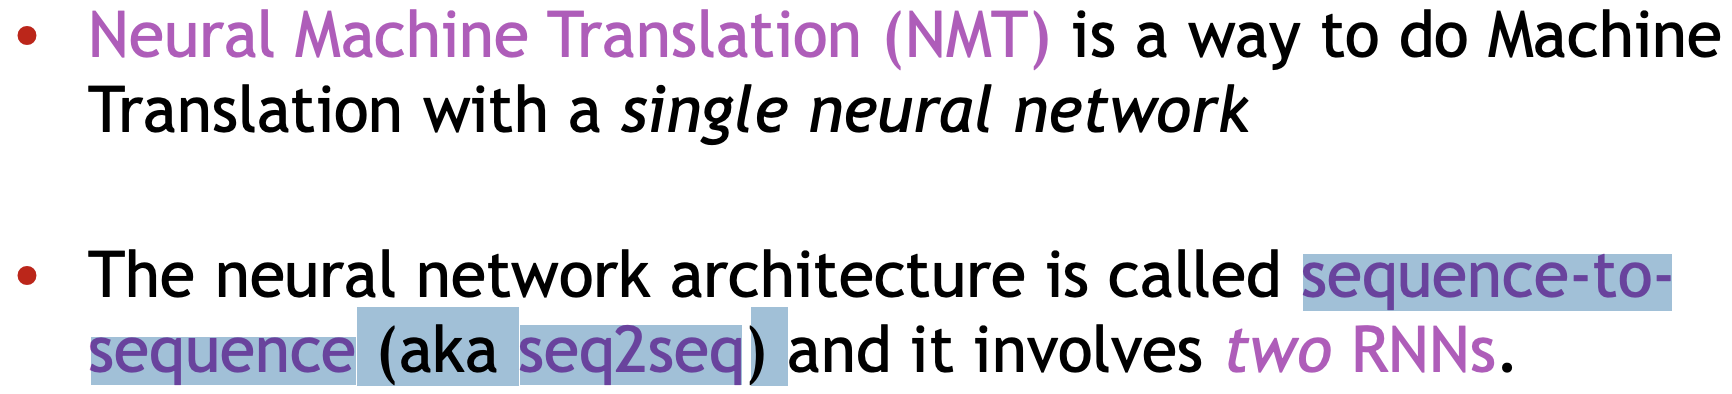 • Neural Machine Translation (NMT) is a way to do Machine
Translation with a single neural network
• The neural network architecture is called sequence-to-
sequence (aka seq2seq) and it involves two RNNs.